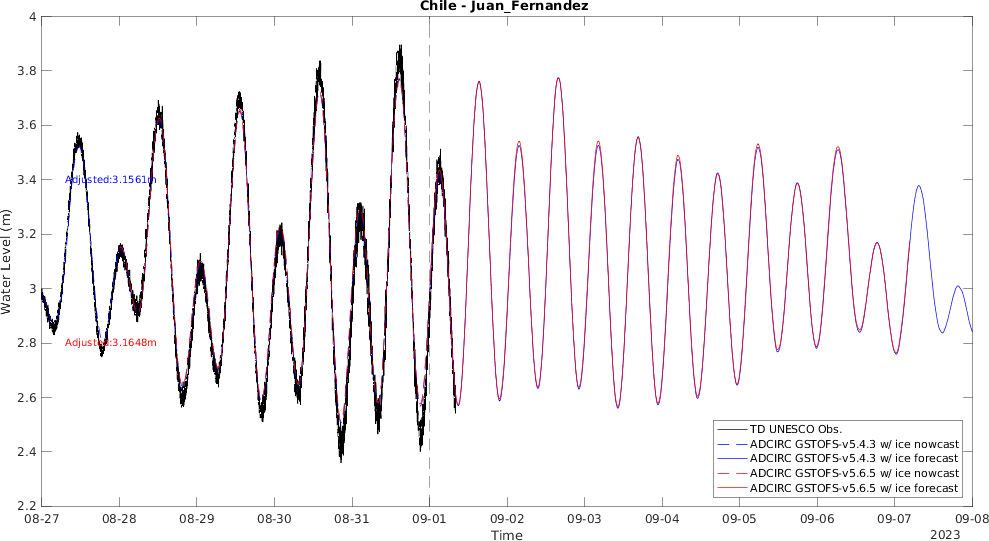 Chile - Juan_Fernandez
4
3.8
3.6
3.4
3.2
3
2.8
2.6
2.4
2.2
Water Level (m)
Adjusted:3.1561m
Adjusted:3.1648m
TD UNESCO Obs.
ADCIRC GSTOFS-v5.4.3 w/ ice nowcast
ADCIRC GSTOFS-v5.4.3 w/ ice forecast
ADCIRC GSTOFS-v5.6.5 w/ ice nowcast
ADCIRC GSTOFS-v5.6.5 w/ ice forecast
08-27 08-28 08-29 08-30 08-31 09-01 09-02 09-03 09-04 09-05 09-06 09-07 09-08
Time
2023